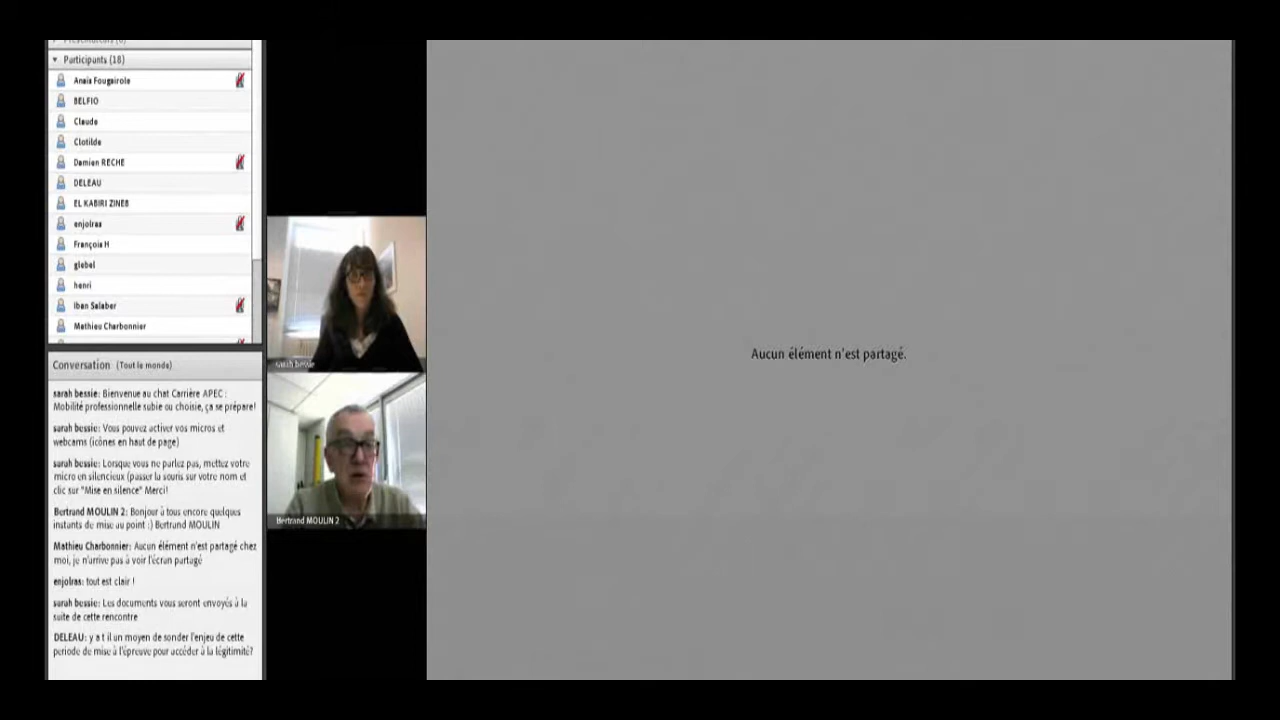 Participants (18)
Anais Fougairole
BELFIO
Claude
Clotilde
Damien RECHE
DELEAU
EL KABIRI ZINEB
enjolras
François H
glebel
henri
Iban Salaber
Mathieu Charbonnier
Conversation (Tout le monde)
sarah bessie: Bienvenue au chat Carrière APEC :
Mobilité professionnelle subie ou choisie, ça se prépare!
sarah bessie: Vous pouvez activer vos micros et
webcams (icônes en haut de page)
sarah bessie: Lorsque vous ne parlez pas, mettez votre
micro en silencieux (passer la souris sur votre nom et
clic sur "Mise en silence" Merci!
Bertrand MOULIN 2: Bonjour à tous encore quelques
instants de mise au point :) Bertrand MOULIN
Mathieu Charbonnier: Aucun élément n'est partagé chez
moi, je n'arrive pas à voir l'écran partagé
enjolras: tout est clair !
sarah bessie: Les documents vous seront envoyés à la
suite de cette rencontre
DELEAU: y a t il un moyen de sonder l'enjeu de cette
periode de mise à l'épreuve pour accéder à la légitimité?
sarah bessie
Bertrand MOULIN 2
Aucun élément n'est partagé.